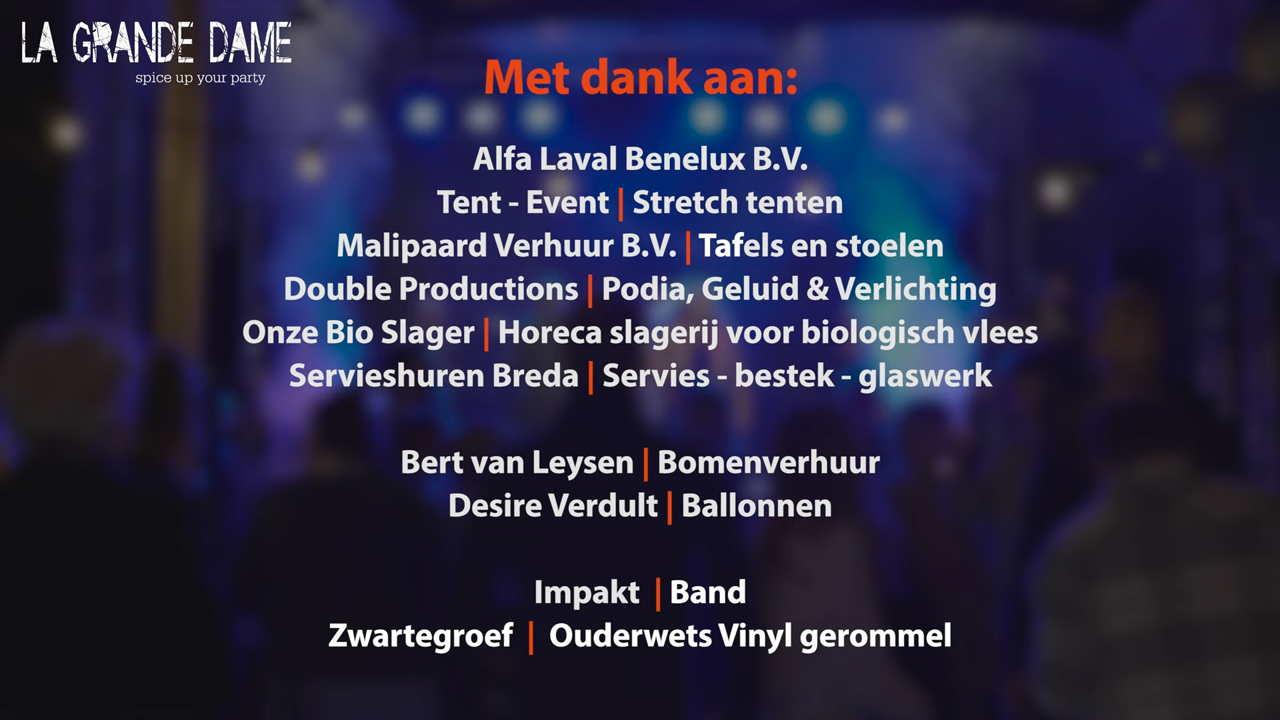 LA GRANDE DAME
spice up your party
Met dank aan:
Alfa Laval Benelux B.V.
Tent - Event | Stretch tenten
Malipaard Verhuur B.V. | Tafels en stoelen
Double Productions | Podia, Geluid & Verlichting
Onze Bio Slager | Horeca slagerij voor biologisch vlees
Servieshuren Breda | Servies - bestek - glaswerk
Bert van Leysen | Bomenverhuur
Desire Verdult | Ballonnen
Impakt | Band
Zwartegroef | Ouderwets Vinyl gerommel